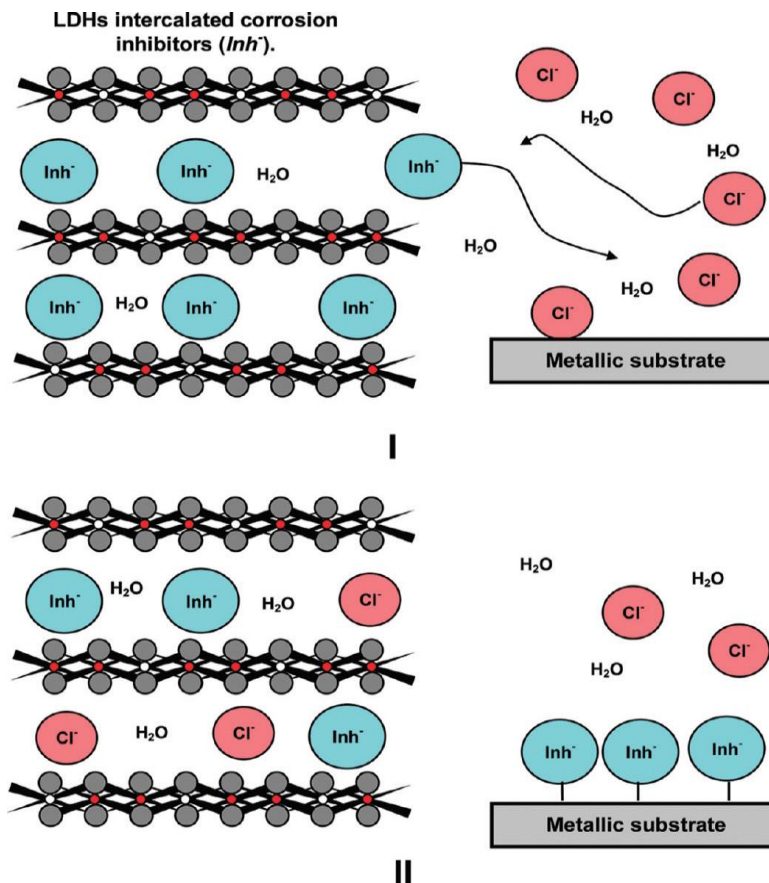 LDHs intercalated corrosion
inhibitors (Inh⁻).
Cl⁻
Cl⁻
H₂O
H₂O
Inh⁻
Inh⁻
H₂O
Inh⁻
Cl⁻
H₂O
Cl⁻
Inh⁻
H₂O
Inh⁻
Inh⁻
H₂O
Cl⁻
Metallic substrate
I
H₂O
H₂O
Inh⁻
H₂O
Inh⁻
H₂O
Cl⁻
Cl⁻
Cl⁻
H₂O
Cl⁻
H₂O
Cl⁻
Inh⁻
Inh⁻
Inh⁻
Inh⁻
Metallic substrate
II